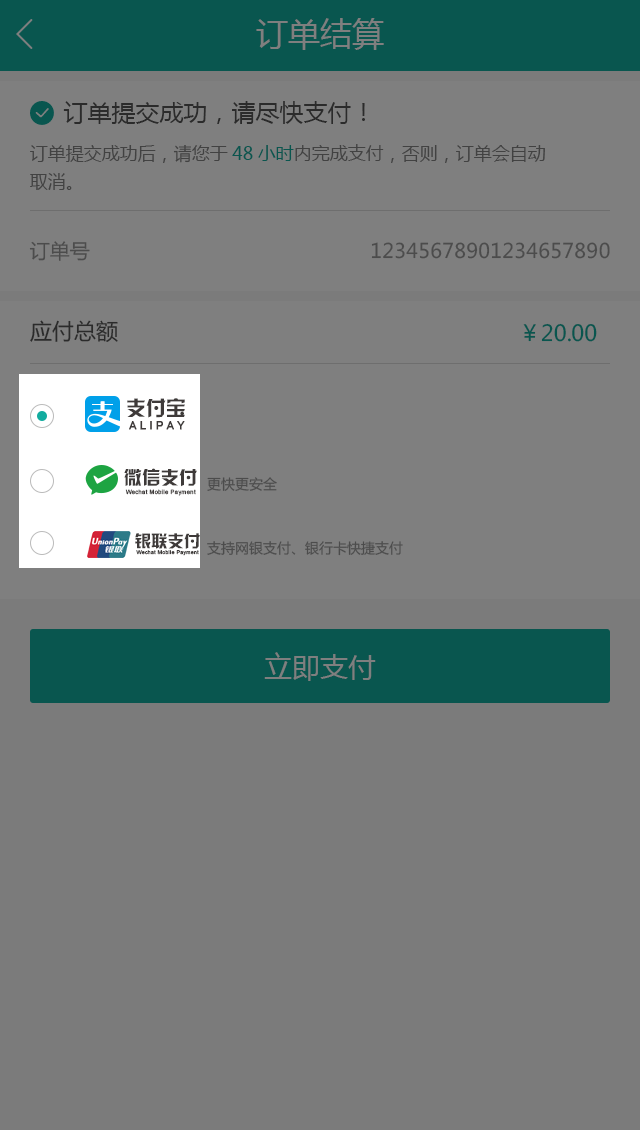 订单结算
订单提交成功，请尽快支付！
订单提交成功后，请您于 48 小时内完成支付，否则，订单会自动
取消。
订单号 12345678901234657890
应付总额 ¥ 20.00
支 支付宝
ALIPAY
微信支付 更快更安全
Wechat Mobile Payment
UnionPay 银联 银联支付 支持网银支付、银行卡快捷支付
Wechat Mobile Payment
立即支付